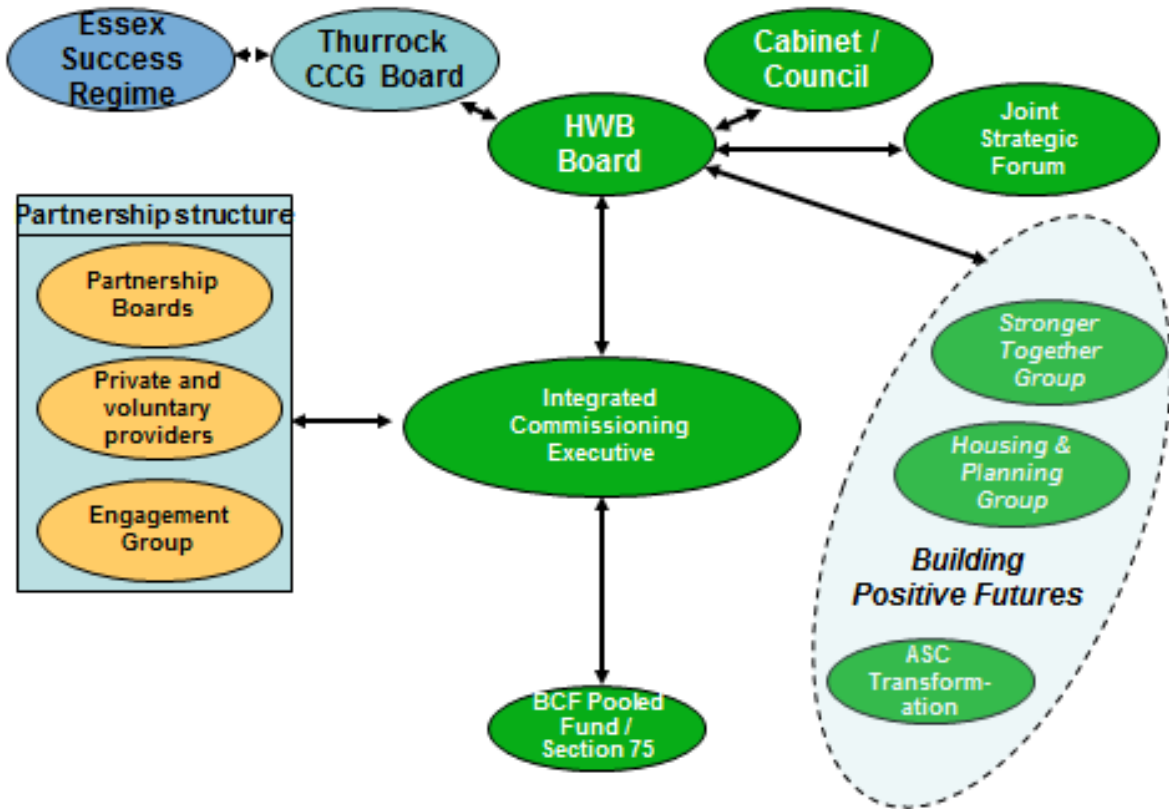 Essex
Success
Regime
Thurrock
CCG Board
Cabinet /
Council
HWB
Board
Joint
Strategic
Forum
Partnership structure
Partnership
Boards
Private and
voluntary
providers
Engagement
Group
Integrated
Commissioning
Executive
Stronger
Together
Group
Housing &
Planning
Group
Building
Positive Futures
ASC
Transform-
ation
BCF Pooled
Fund /
Section 75